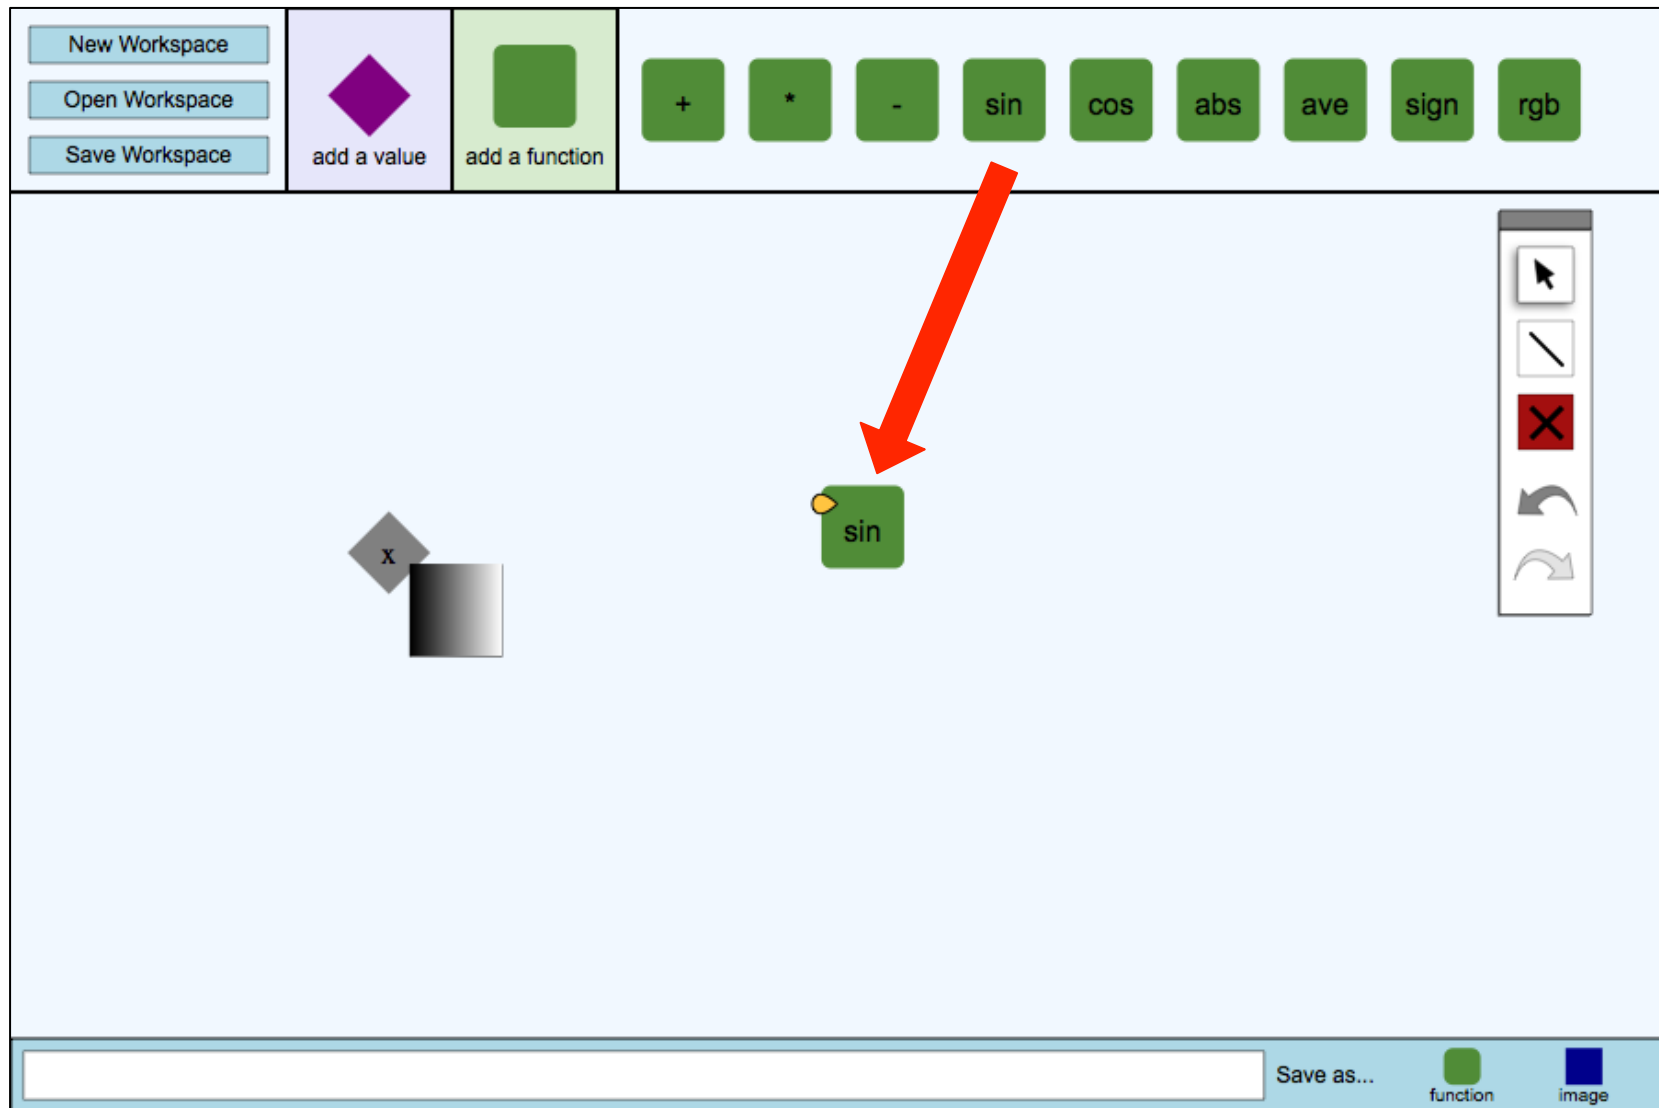 New Workspace
Open Workspace
Save Workspace
add a value
add a function
+
*
-
sin
cos
abs
ave
sign
rgb
x
sin
Save as...
function
image